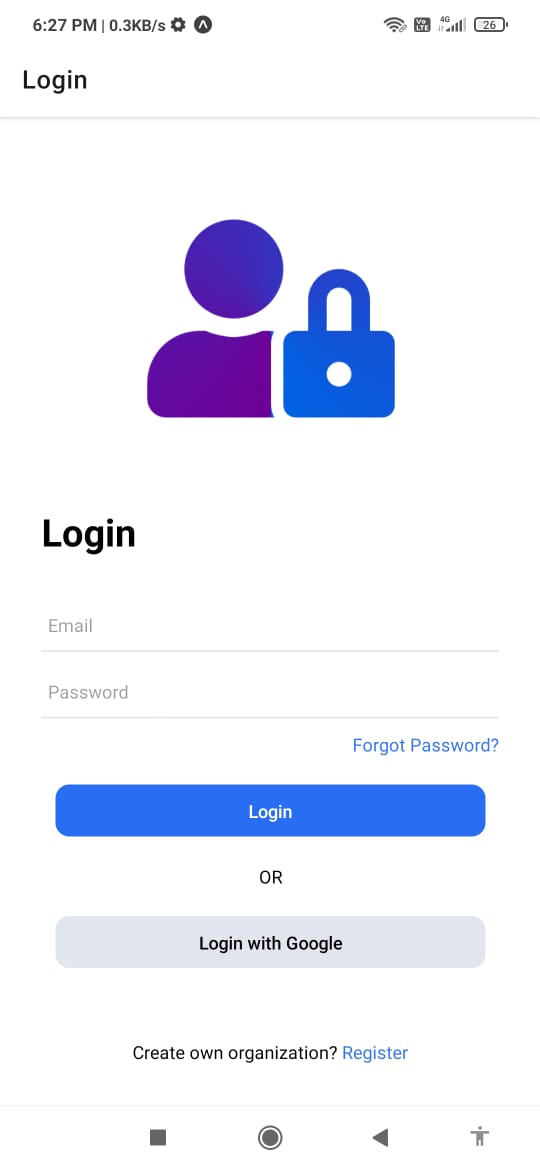 6:27 PM | 0.3KB/s
Vo LTE 4G 26
Login
Login
Email
Password
Forgot Password?
Login
OR
Login with Google
Create own organization? Register